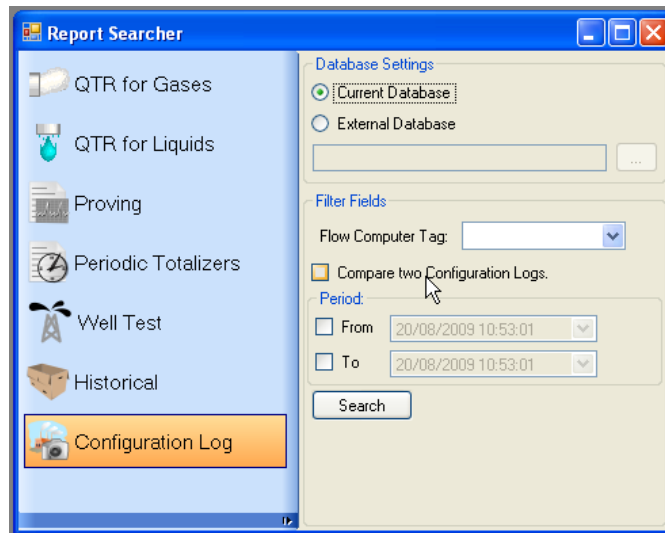 Report Searcher
QTR for Gases
QTR for Liquids
Proving
Periodic Totalizers
Well Test
Historical
Configuration Log
Database Settings
Current Database
External Database
...
Filter Fields
Flow Computer Tag:
Compare two Configuration Logs.
Period:
From 20/08/2009 10:53:01
To 20/08/2009 10:53:01
Search